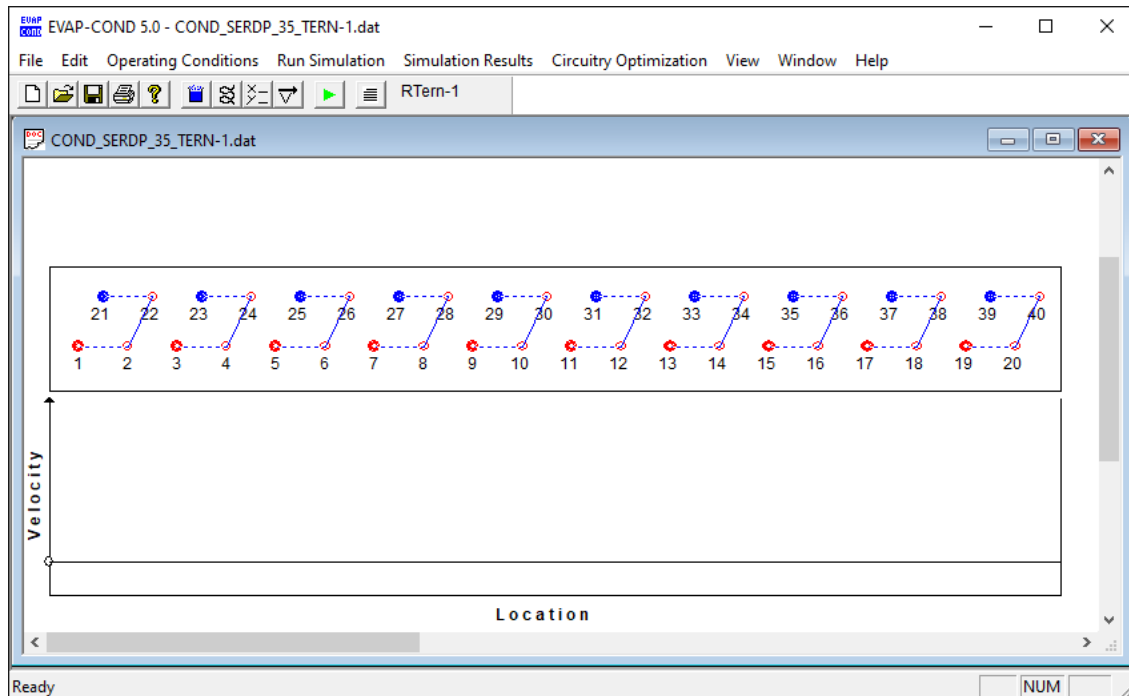 EVAP COND EVAP-COND 5.0 - COND_SERDP_35_TERN-1.dat
File Edit Operating Conditions Run Simulation Simulation Results Circuitry Optimization View Window Help
RTern-1
DOC COND_SERDP_35_TERN-1.dat
21 22 23 24 25 26 27 28 29 30 31 32 33 34 35 36 37 38 39 40
1 2 3 4 5 6 7 8 9 10 11 12 13 14 15 16 17 18 19 20
Velocity
Location
Ready NUM